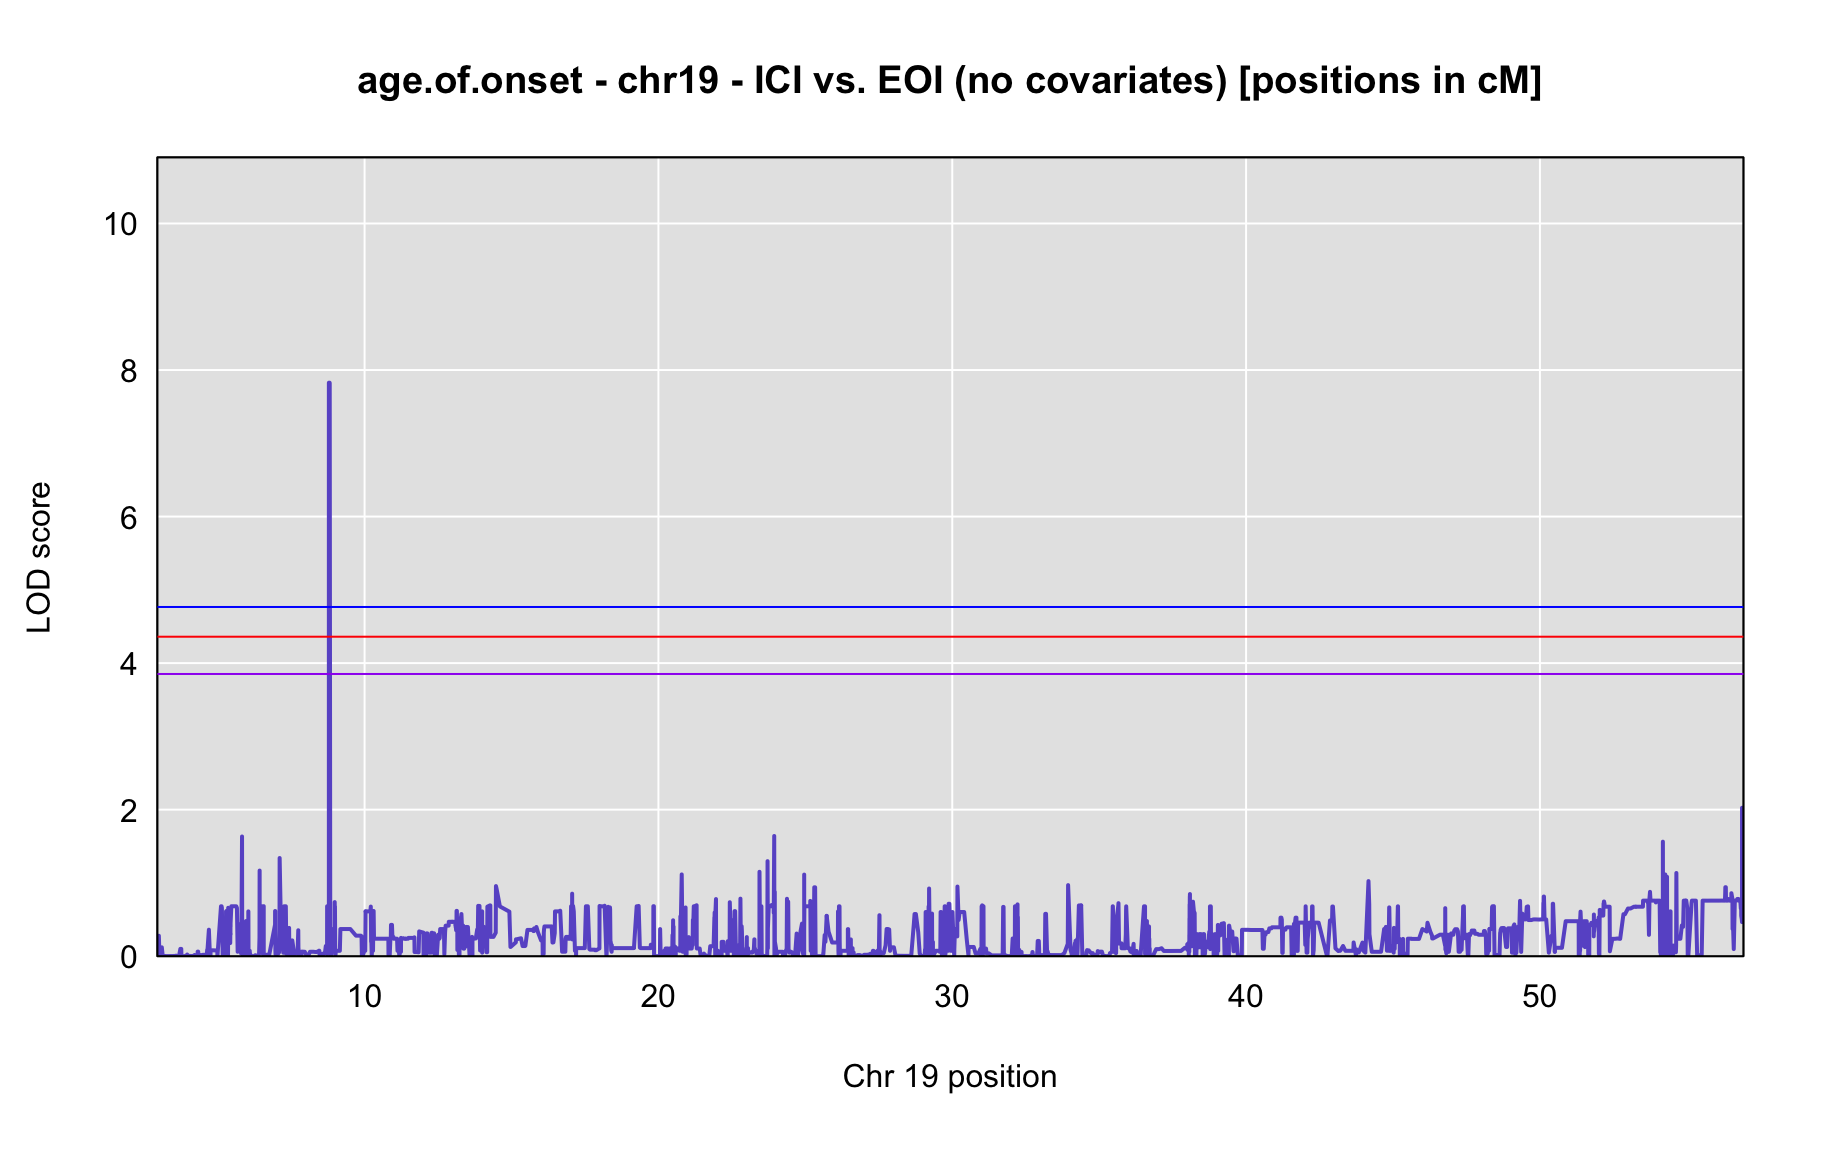 age.of.onset - chr19 - ICI vs. EOI (no covariates) [positions in cM]
10
8
6
4
2
0
LOD score
10 20 30 40 50
Chr 19 position